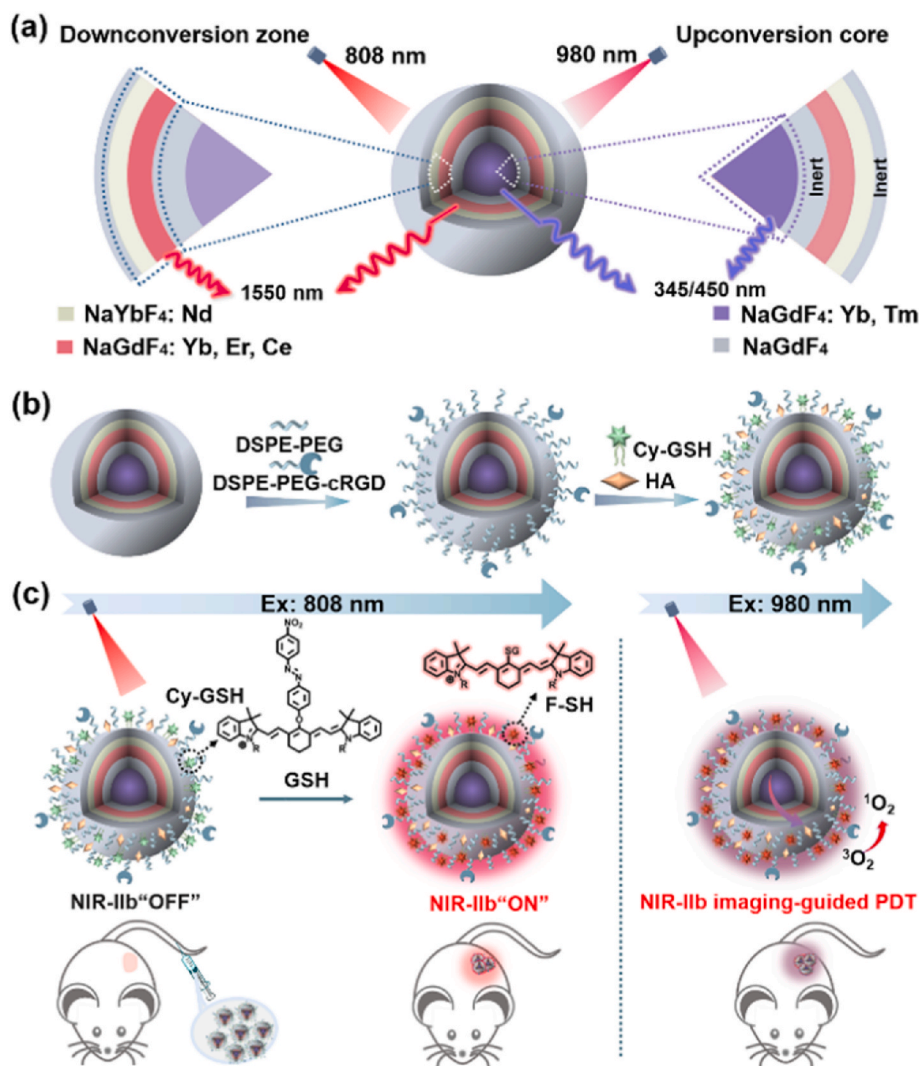 (a)
Downconversion zone
808 nm
980 nm
Upconversion core
Inert
Inert
1550 nm
345/450 nm
NaYbF₄: Nd
NaGdF₄: Yb, Er, Ce
NaGdF₄: Yb, Tm
NaGdF₄
(b)
DSPE-PEG
DSPE-PEG-cRGD
Cy-GSH
HA
(c)
Ex: 808 nm
Ex: 980 nm
NO₂
N
N
O
N
R
N
R
Cy-GSH
GSH
SG
N
R
N
R
F-SH
¹O₂
³O₂
NIR-IIb“OFF”
NIR-IIb“ON”
NIR-IIb imaging-guided PDT